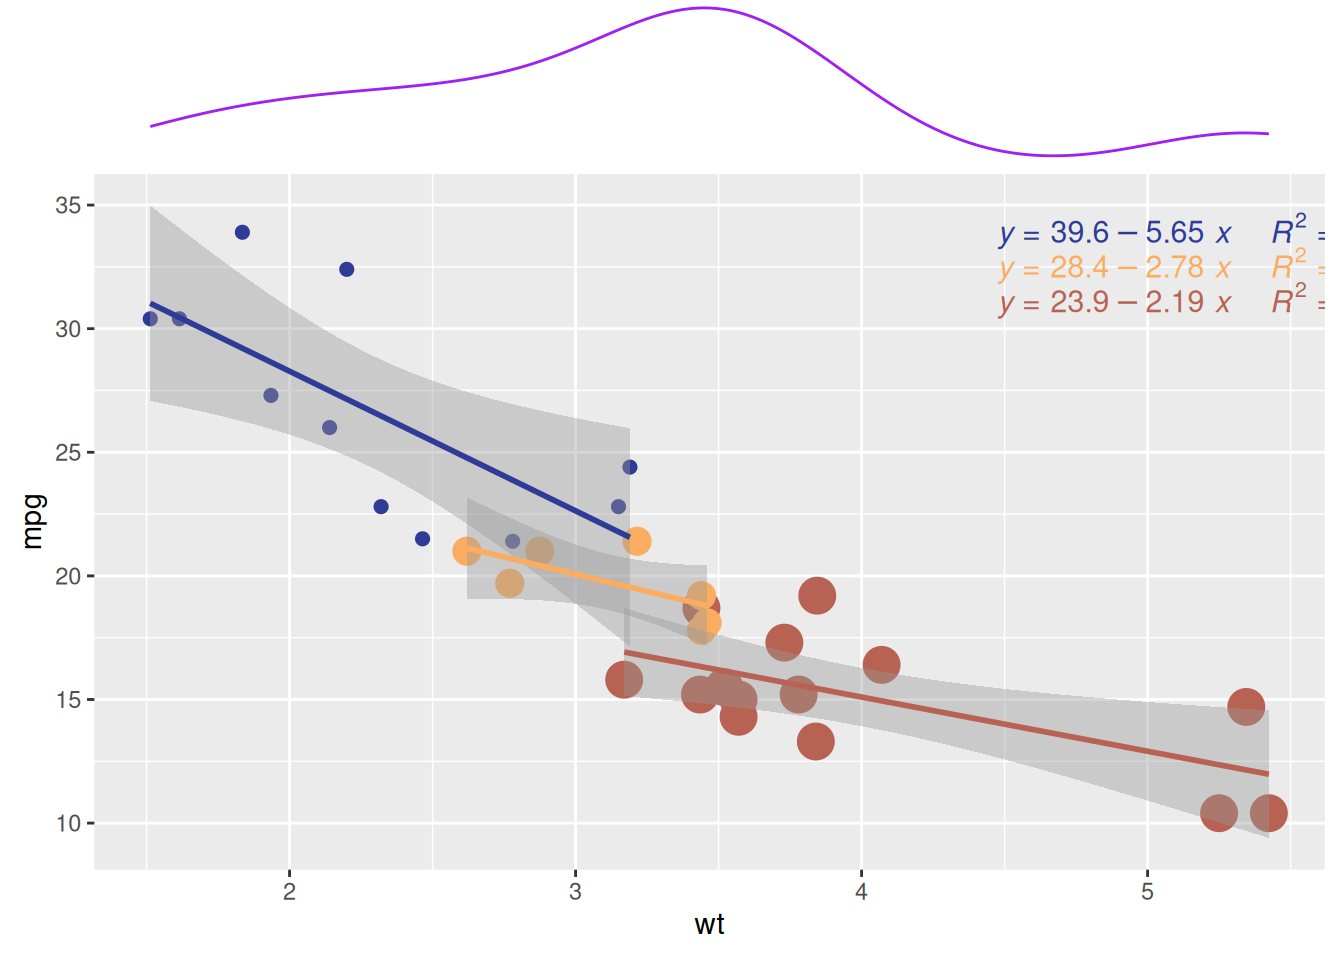 35
y = 39.6 − 5.65 x R² =
y = 28.4 − 2.78 x R² =
y = 23.9 − 2.19 x R² =
30
25
mpg
20
15
10
2 3 4 5
wt